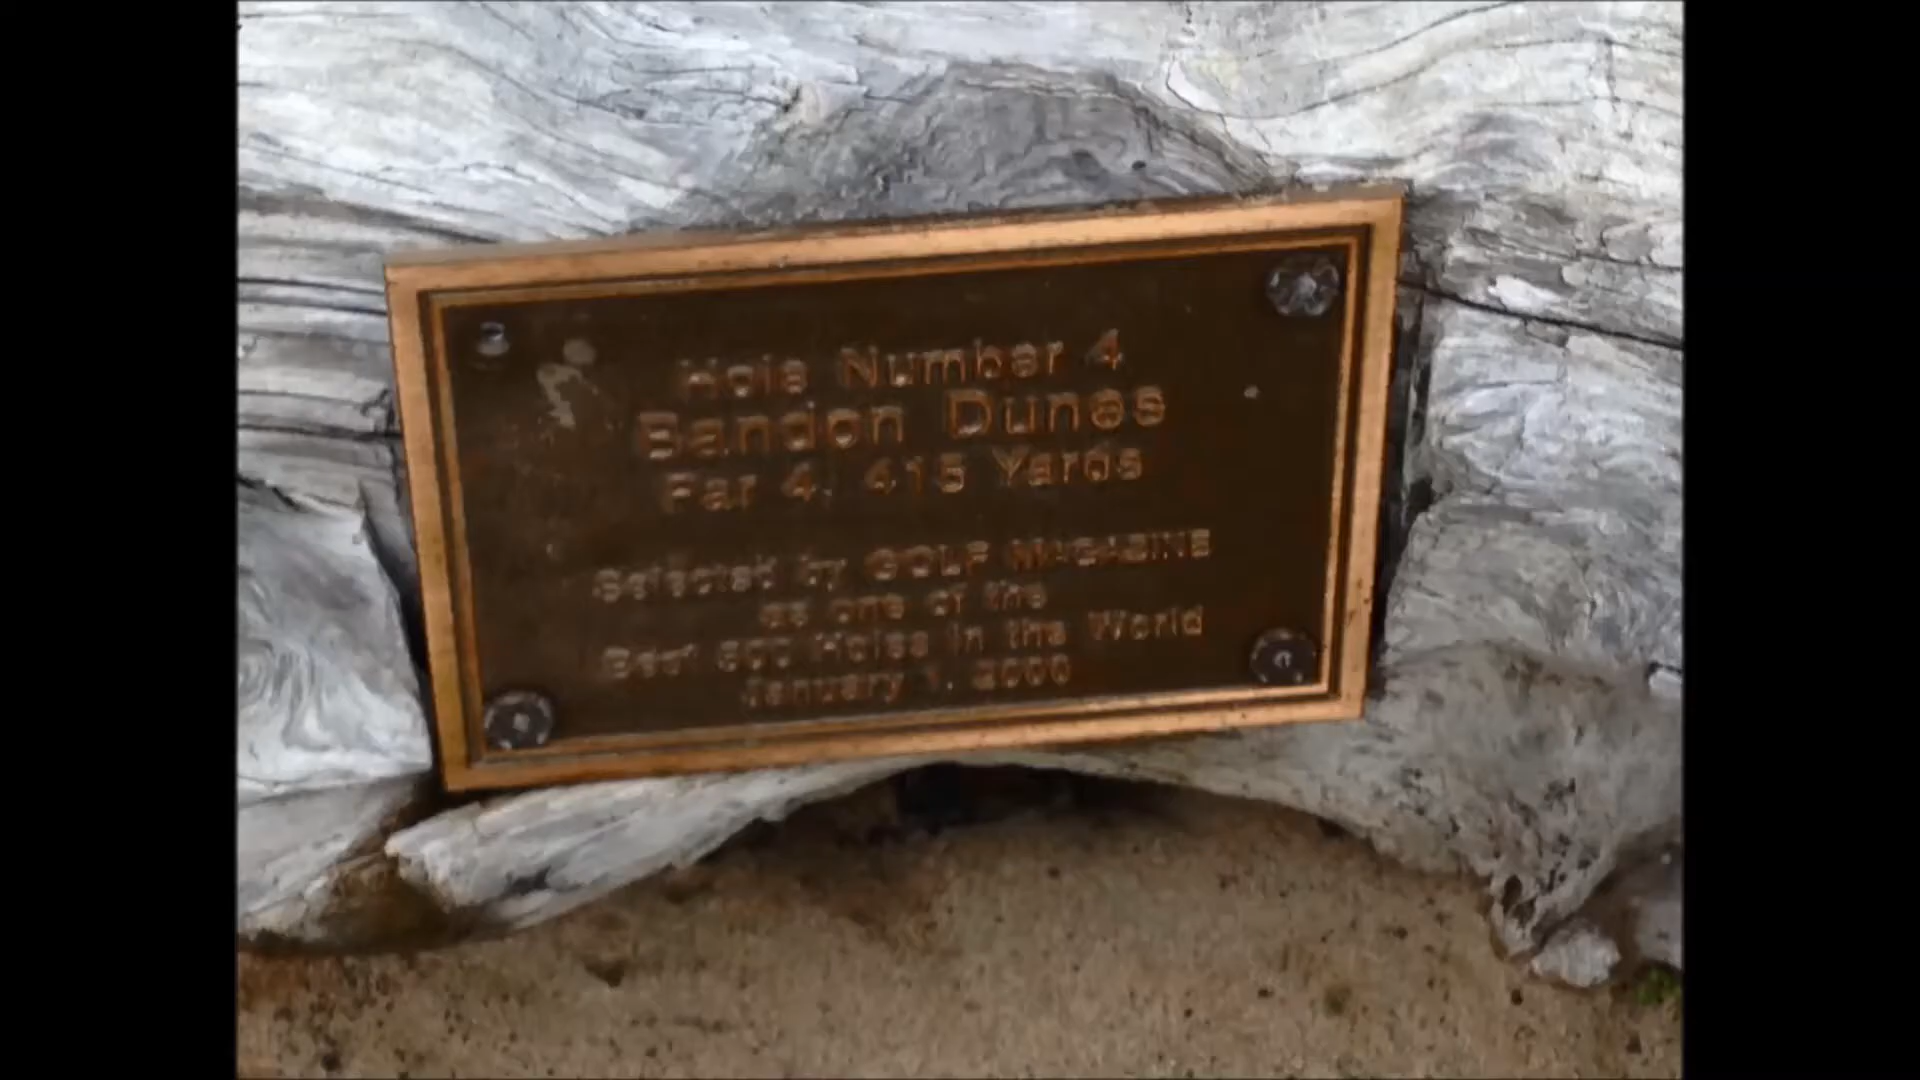 Hole Number 4
Bandon Dunes
Par 4, 415 Yards
Selected by GOLF MAGAZINE
as one of the
Best 500 Holes in the World
January 1, 2000